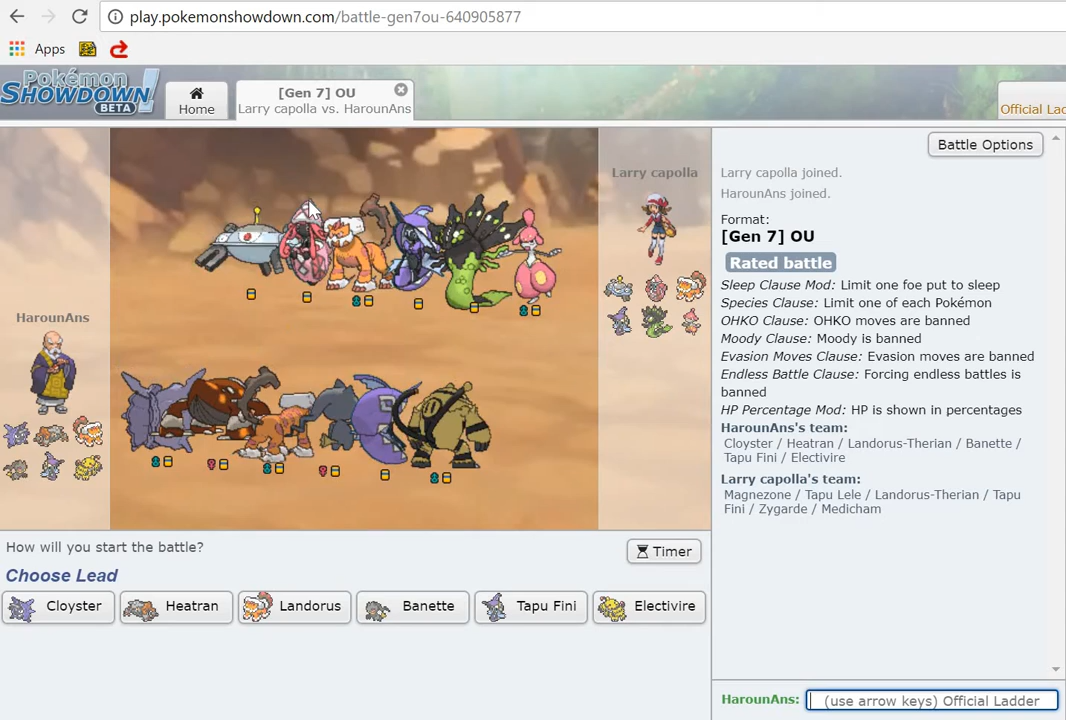 play.pokemonshowdown.com/battle-gen7ou-640905877
Apps
Pokémon
SHOWDOWN!
BETA
Home
[Gen 7] OU
Larry capolla vs. HarounAns
Official Lad
HarounAns
Larry capolla
Battle Options
Larry capolla joined.
HarounAns joined.
Format:
[Gen 7] OU
Rated battle
Sleep Clause Mod: Limit one foe put to sleep
Species Clause: Limit one of each Pokémon
OHKO Clause: OHKO moves are banned
Moody Clause: Moody is banned
Evasion Moves Clause: Evasion moves are banned
Endless Battle Clause: Forcing endless battles is
banned
HP Percentage Mod: HP is shown in percentages
HarounAns's team:
Cloyster / Heatran / Landorus-Therian / Banette /
Tapu Fini / Electivire
Larry capolla's team:
Magnezone / Tapu Lele / Landorus-Therian / Tapu
Fini / Zygarde / Medicham
How will you start the battle?
Timer
Choose Lead
Cloyster
Heatran
Landorus
Banette
Tapu Fini
Electivire
HarounAns:
(use arrow keys) Official Ladder